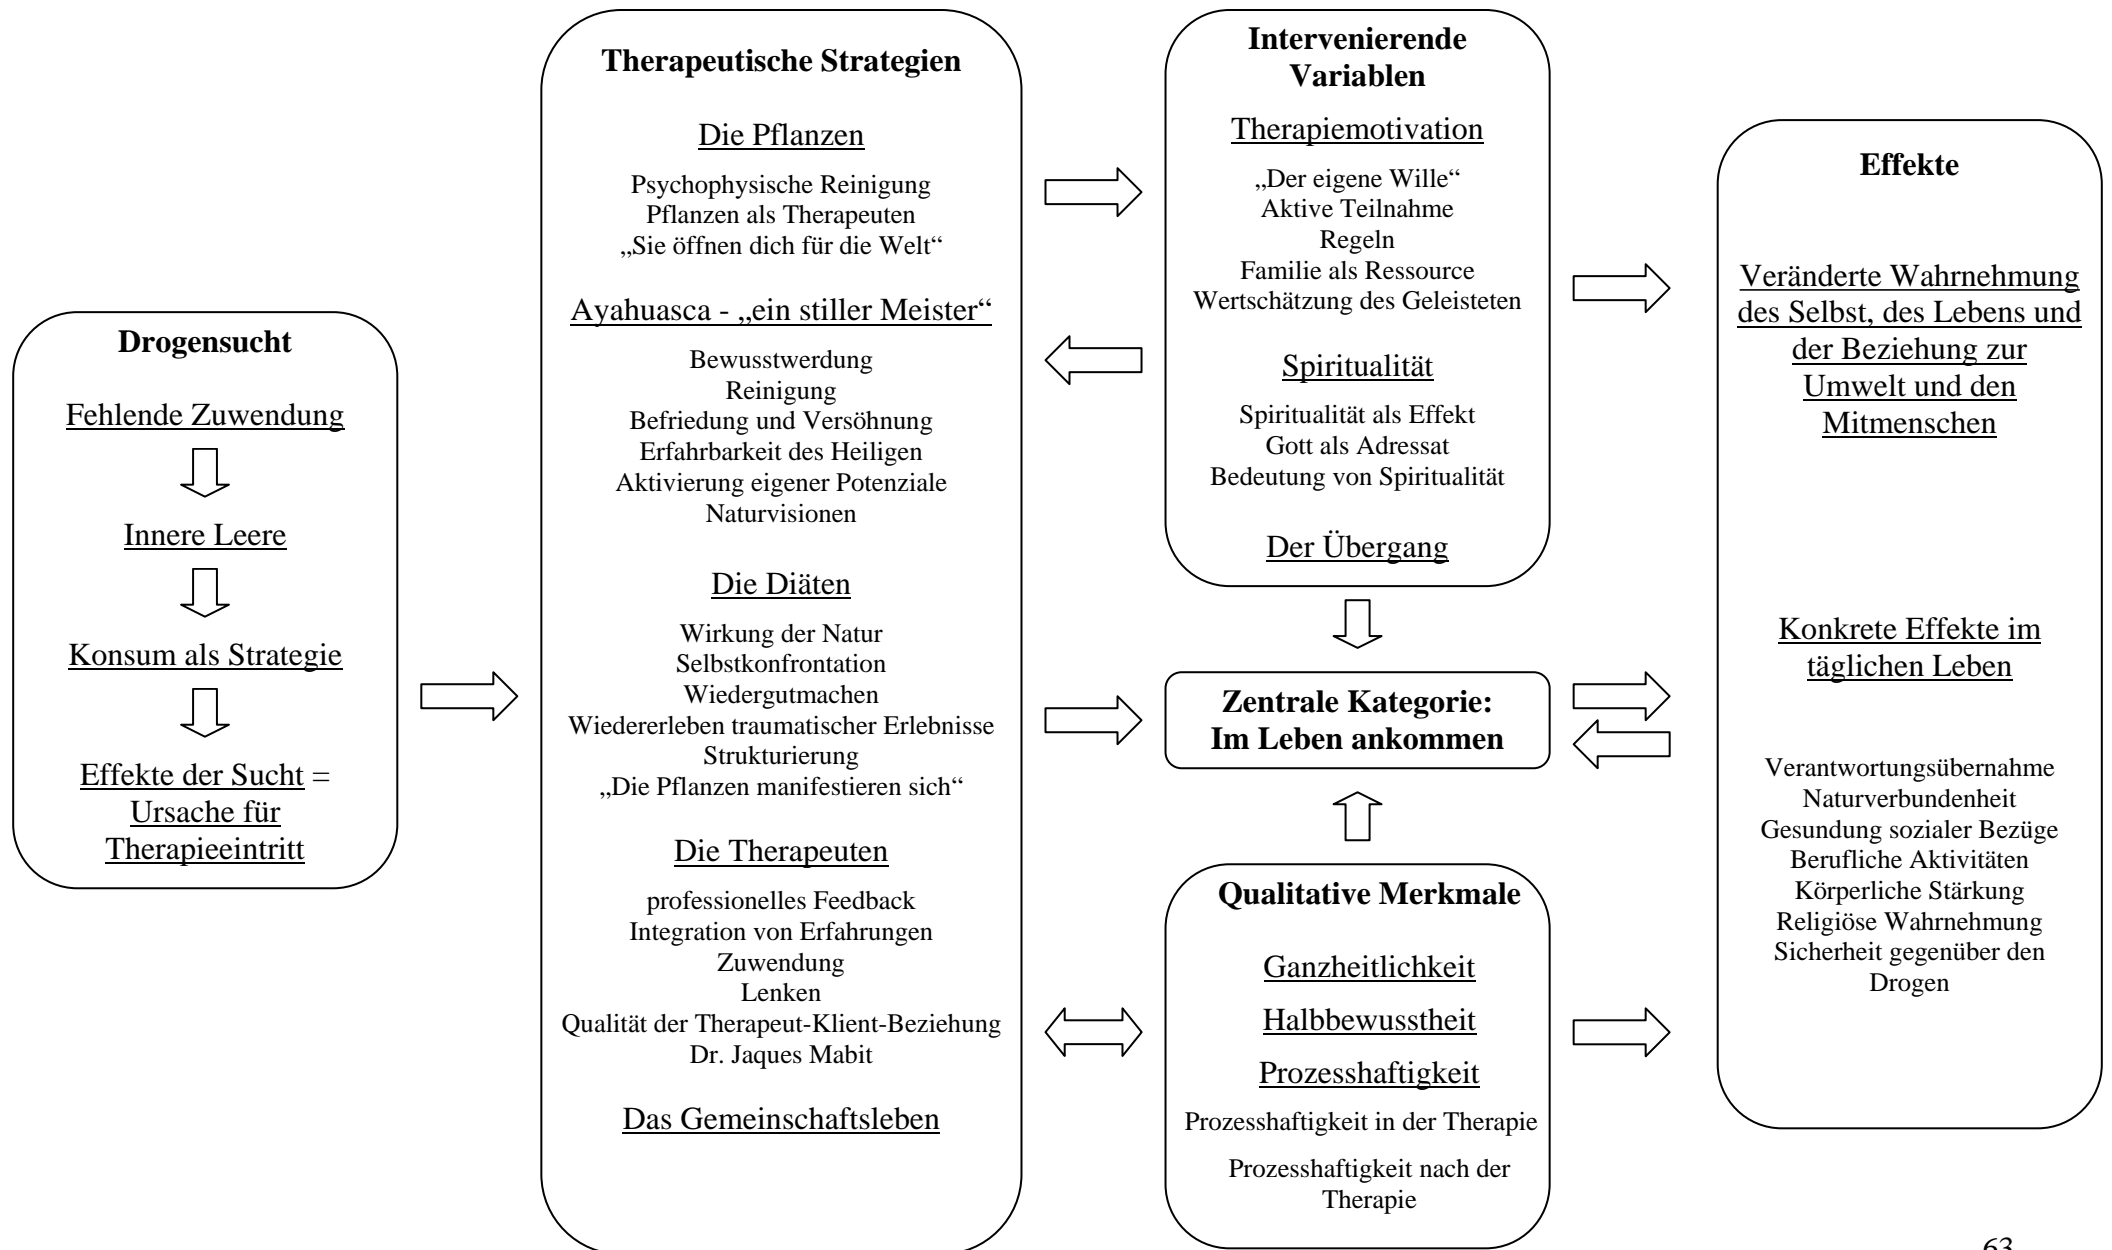 Drogensucht
Fehlende Zuwendung
Innere Leere
Konsum als Strategie
Effekte der Sucht =
Ursache für
Therapieeintritt
Therapeutische Strategien
Die Pflanzen
Psychophysische Reinigung
Pflanzen als Therapeuten
„Sie öffnen dich für die Welt“
Ayahuasca - „ein stiller Meister“
Bewusstwerdung
Reinigung
Befriedung und Versöhnung
Erfahrbarkeit des Heiligen
Aktivierung eigener Potenziale
Naturvisionen
Die Diäten
Wirkung der Natur
Selbstkonfrontation
Wiedergutmachen
Wiedererleben traumatischer Erlebnisse
Strukturierung
„Die Pflanzen manifestieren sich“
Die Therapeuten
professionelles Feedback
Integration von Erfahrungen
Zuwendung
Lenken
Qualität der Therapeut-Klient-Beziehung
Dr. Jaques Mabit
Das Gemeinschaftsleben
Intervenierende
Variablen
Therapiemotivation
„Der eigene Wille“
Aktive Teilnahme
Regeln
Familie als Ressource
Wertschätzung des Geleisteten
Spiritualität
Spiritualität als Effekt
Gott als Adressat
Bedeutung von Spiritualität
Der Übergang
Zentrale Kategorie:
Im Leben ankommen
Qualitative Merkmale
Ganzheitlichkeit
Halbbewusstheit
Prozesshaftigkeit
Prozesshaftigkeit in der Therapie
Prozesshaftigkeit nach der
Therapie
Effekte
Veränderte Wahrnehmung
des Selbst, des Lebens und
der Beziehung zur
Umwelt und den
Mitmenschen
Konkrete Effekte im
täglichen Leben
Verantwortungsübernahme
Naturverbundenheit
Gesundung sozialer Bezüge
Berufliche Aktivitäten
Körperliche Stärkung
Religiöse Wahrnehmung
Sicherheit gegenüber den
Drogen
63